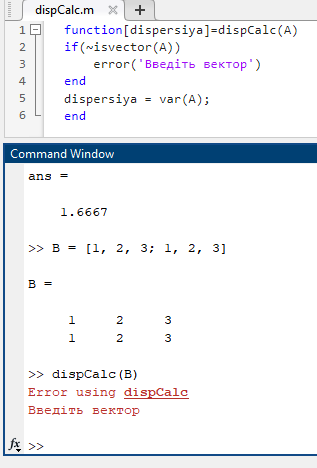 dispCalc.m
1 function[dispersiya]=dispCalc(A)
2 if(~isvector(A))
3 error('Введіть вектор')
4 end
5 dispersiya = var(A);
6 end
Command Window
ans =
1.6667
>> B = [1, 2, 3; 1, 2, 3]
B =
1 2 3
1 2 3
>> dispCalc(B)
Error using dispCalc
Введіть вектор
fx >>